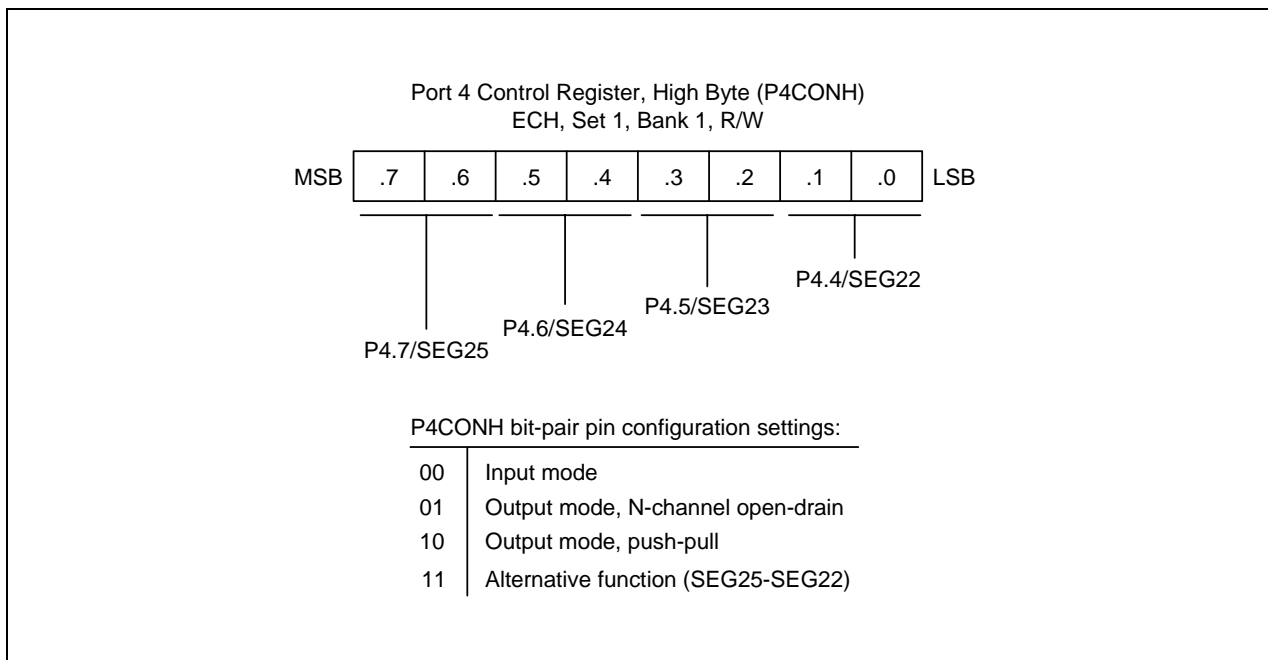 Port 4 Control Register, High Byte (P4CONH)
ECH, Set 1, Bank 1, R/W
MSB .7 .6 .5 .4 .3 .2 .1 .0 LSB
P4.4/SEG22
P4.5/SEG23
P4.6/SEG24
P4.7/SEG25
P4CONH bit-pair pin configuration settings:
00 Input mode
01 Output mode, N-channel open-drain
10 Output mode, push-pull
11 Alternative function (SEG25-SEG22)